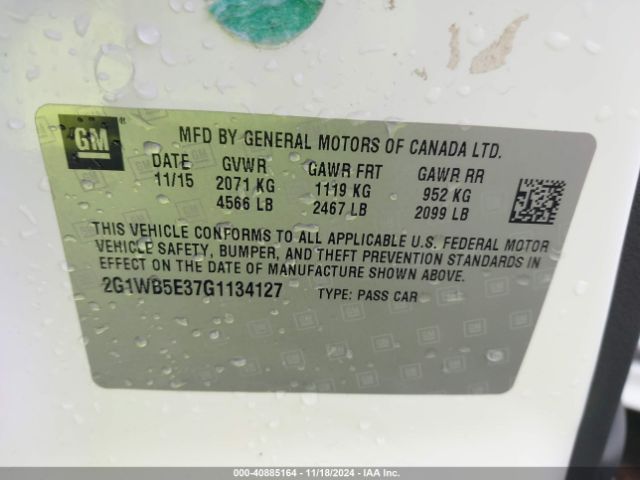 GM
MFD BY GENERAL MOTORS OF CANADA LTD.
DATE GVWR GAWR FRT GAWR RR
11/15 2071 KG 1119 KG 952 KG
4566 LB 2467 LB 2099 LB
THIS VEHICLE CONFORMS TO ALL APPLICABLE U.S. FEDERAL MOTOR
VEHICLE SAFETY, BUMPER, AND THEFT PREVENTION STANDARDS IN
EFFECT ON THE DATE OF MANUFACTURE SHOWN ABOVE.
2G1WB5E37G1134127 TYPE: PASS CAR
000-40885164 - 11/18/2024 - IAA Inc.